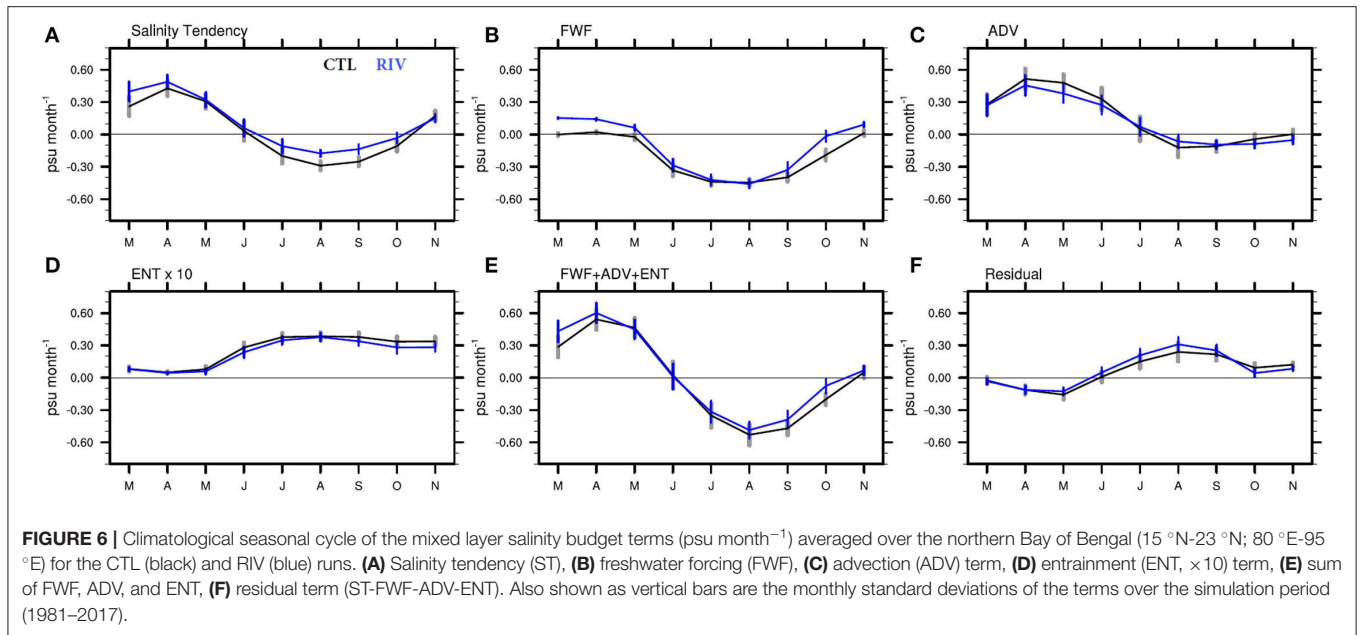 A Salinity Tendency
B FWF
C ADV
CTL RIV
0.60
0.30
0.00
-0.30
-0.60
psu month-1
M A M J J A S O N
0.60
0.30
0.00
-0.30
-0.60
psu month-1
M A M J J A S O N
0.60
0.30
0.00
-0.30
-0.60
psu month-1
M A M J J A S O N
D ENT x 10
E FWF+ADV+ENT
F Residual
0.60
0.30
0.00
-0.30
-0.60
psu month-1
M A M J J A S O N
0.60
0.30
0.00
-0.30
-0.60
psu month-1
M A M J J A S O N
0.60
0.30
0.00
-0.30
-0.60
psu month-1
M A M J J A S O N
FIGURE 6 | Climatological seasonal cycle of the mixed layer salinity budget terms (psu month−1) averaged over the northern Bay of Bengal (15 °N-23 °N; 80 °E-95
°E) for the CTL (black) and RIV (blue) runs. (A) Salinity tendency (ST), (B) freshwater forcing (FWF), (C) advection (ADV) term, (D) entrainment (ENT, ×10) term, (E) sum
of FWF, ADV, and ENT, (F) residual term (ST-FWF-ADV-ENT). Also shown as vertical bars are the monthly standard deviations of the terms over the simulation period
(1981–2017).